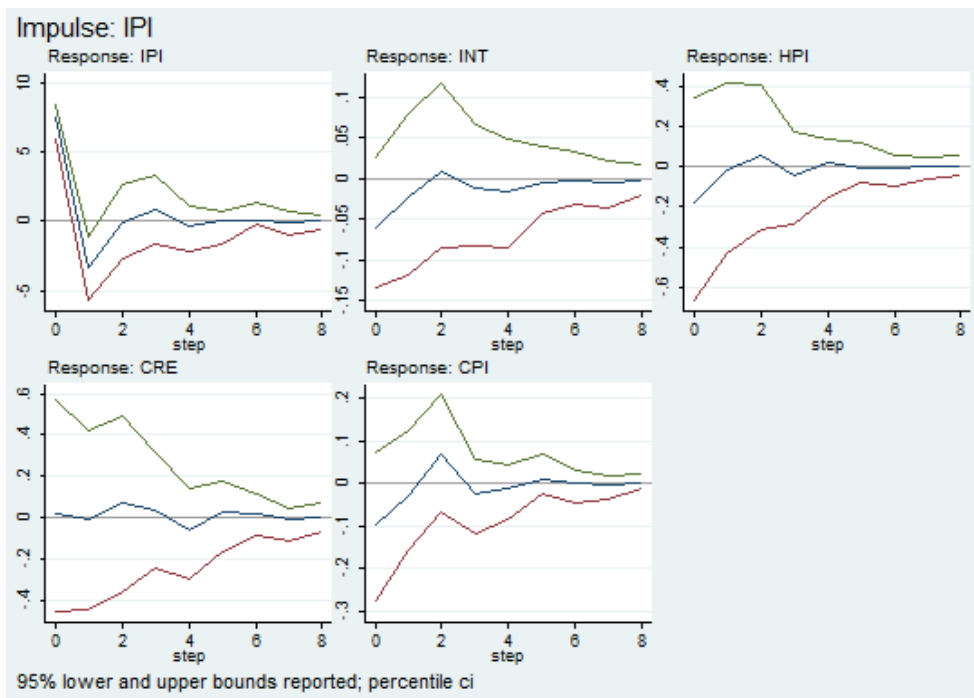 Impulse: IPI
Response: IPI
10
5
0
-5
0 2 4 6 8
step
Response: INT
.1
.05
0
-.05
-.1
-.15
0 2 4 6 8
step
Response: HPI
.4
.2
0
-.2
-.4
-.6
0 2 4 6 8
step
Response: CRE
.6
.4
.2
0
-.2
-.4
0 2 4 6 8
step
Response: CPI
.2
.1
0
-.1
-.2
-.3
0 2 4 6 8
step
95% lower and upper bounds reported; percentile ci